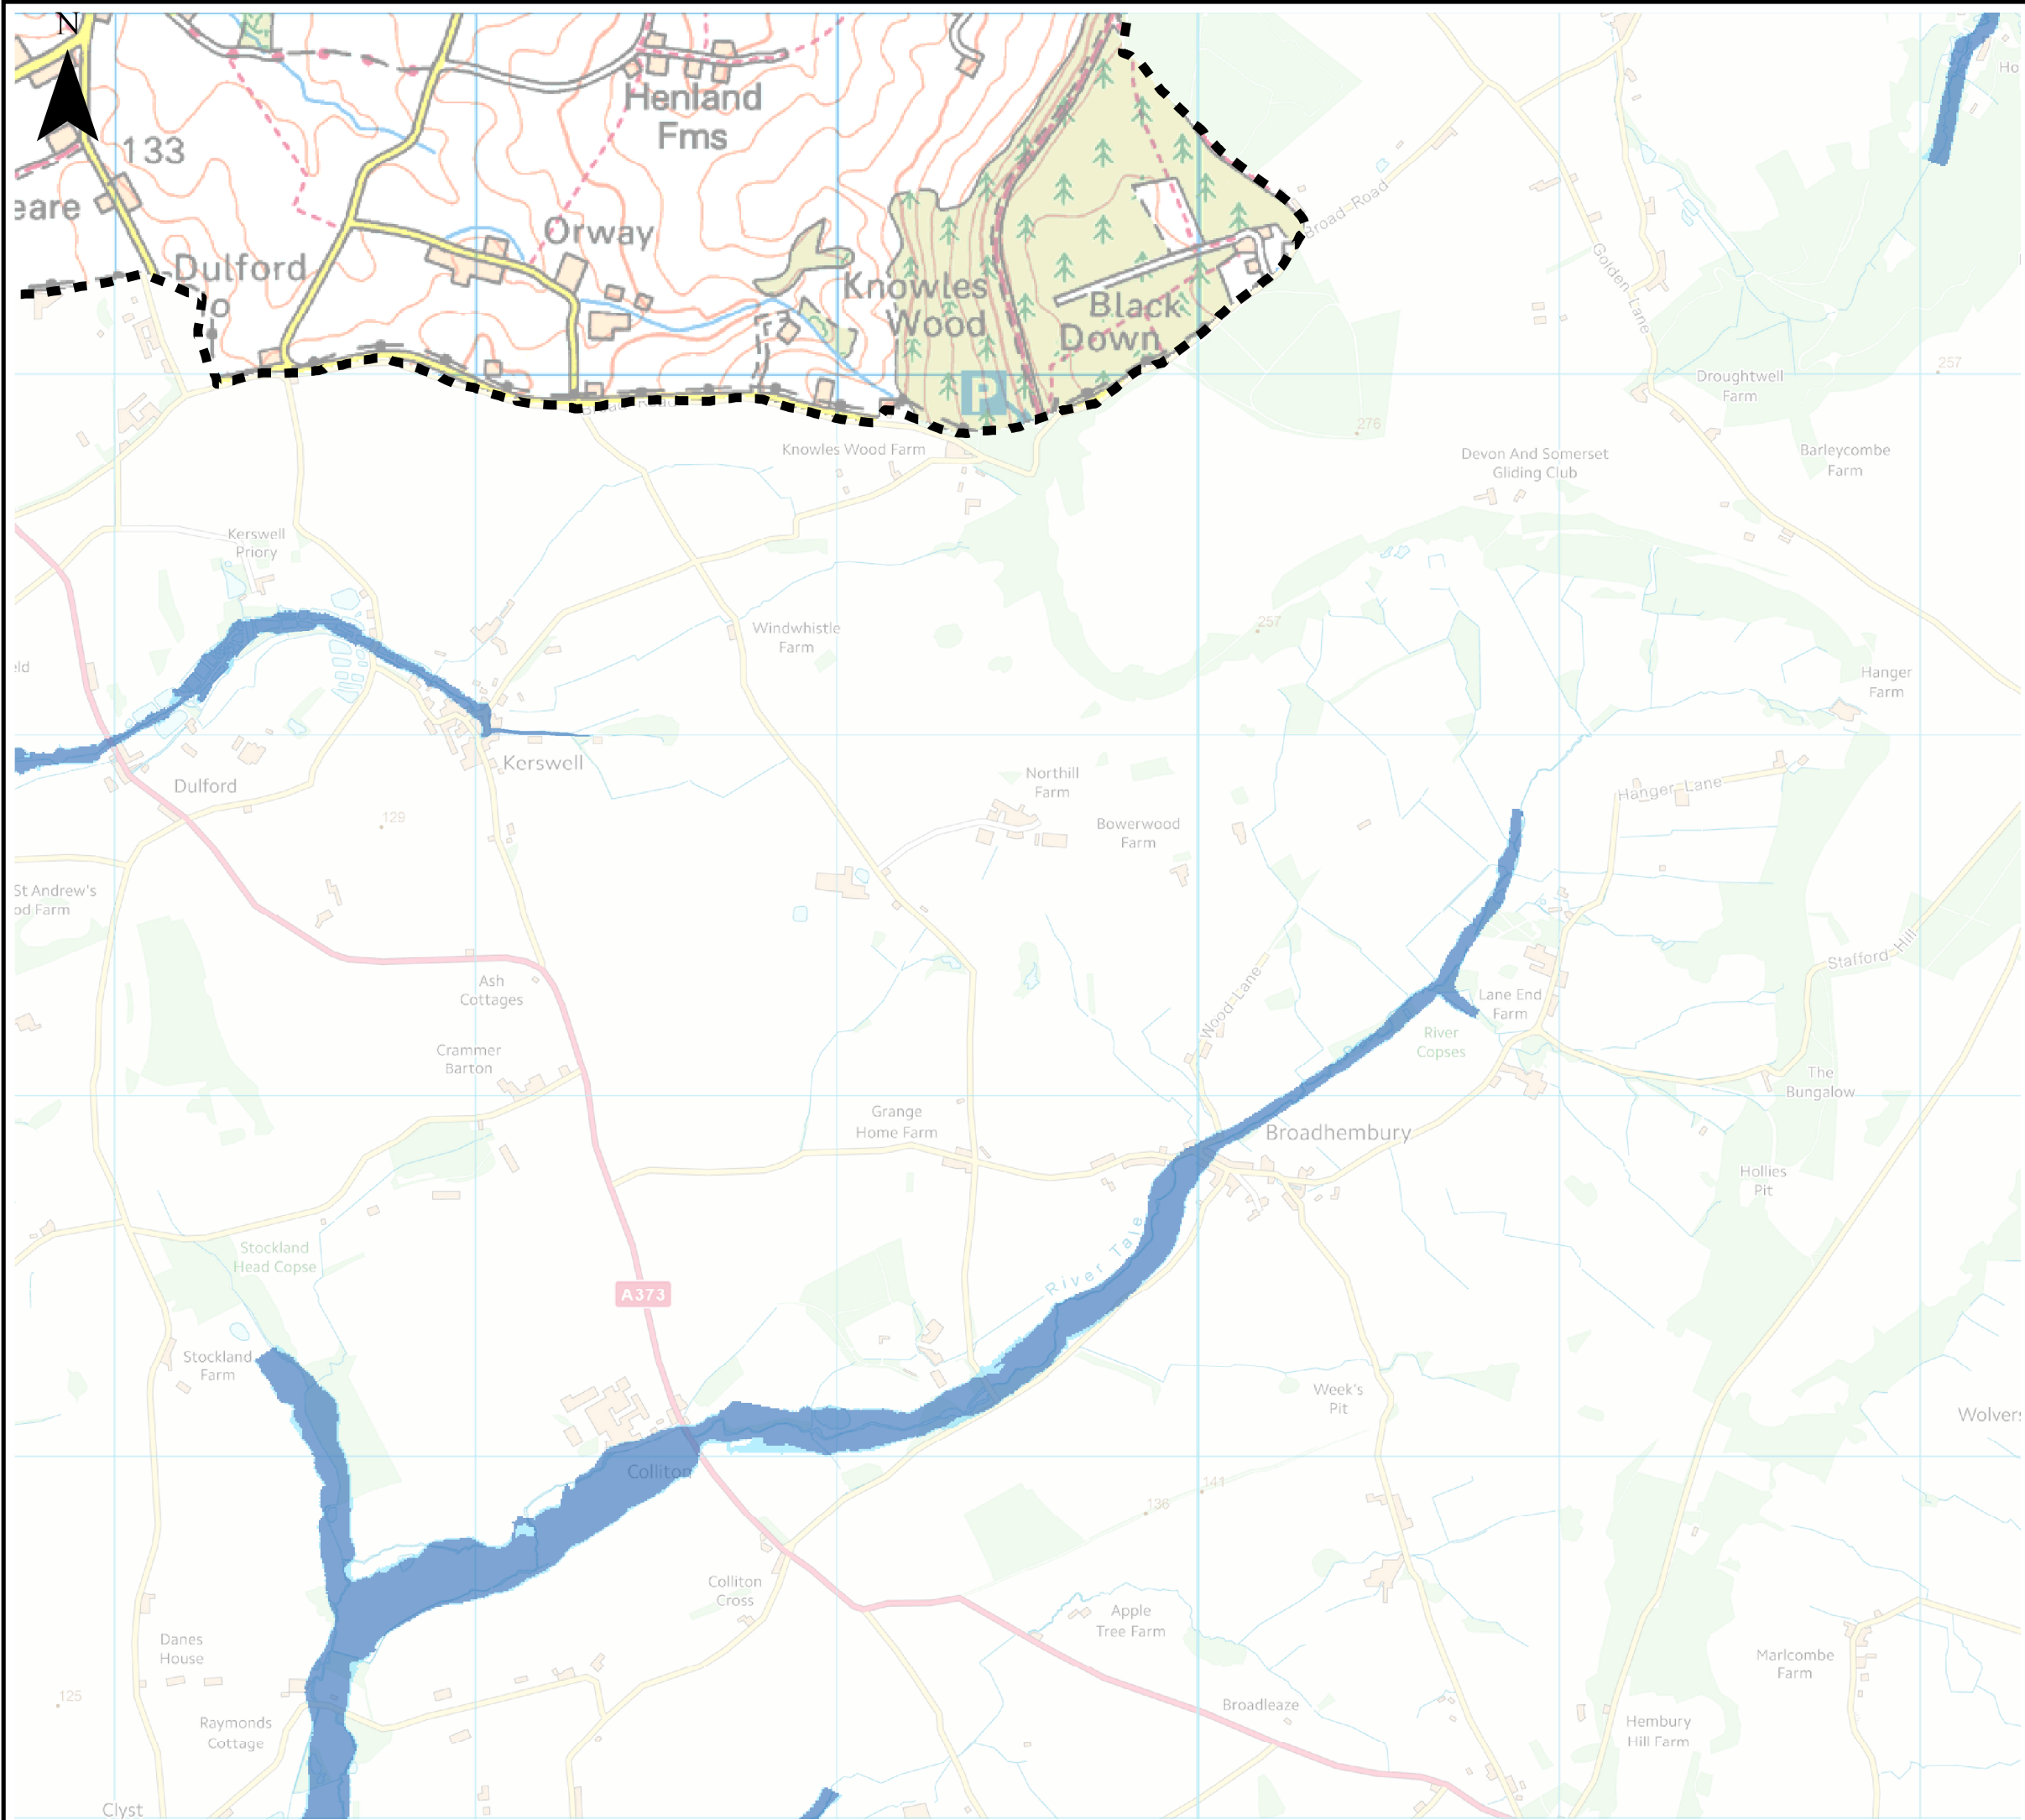 N
Ho
Henland
Fms
133
eare
Orway
Broad Road
Dulford
Golden Lane
Knowles
Wood
Black
Down
P
257
Droughtwell
Farm
276
Knowles Wood Farm
Devon And Somerset
Gliding Club
Barleycombe
Farm
Kerswell
Priory
257
Windwhistle
Farm
eld
Hanger
Farm
Kerswell
Dulford
Northill
Farm
Hanger Lane
129
Bowerwood
Farm
St Andrew's
od Farm
Stafford Hill
Ash
Cottages
Wood Lane
Lane End
Farm
River
Copses
Crammer
Barton
The
Bungalow
Grange
Home Farm
Broadhembury
Hollies
Pit
Stockland
Head Copse
River Tale
A373
Stockland
Farm
Week's
Pit
Wolvers
Colliton
141
136
Colliton
Cross
Apple
Tree Farm
Danes
House
Marlcombe
Farm
125
Broadleaze
Raymonds
Cottage
Hembury
Hill Farm
Clyst